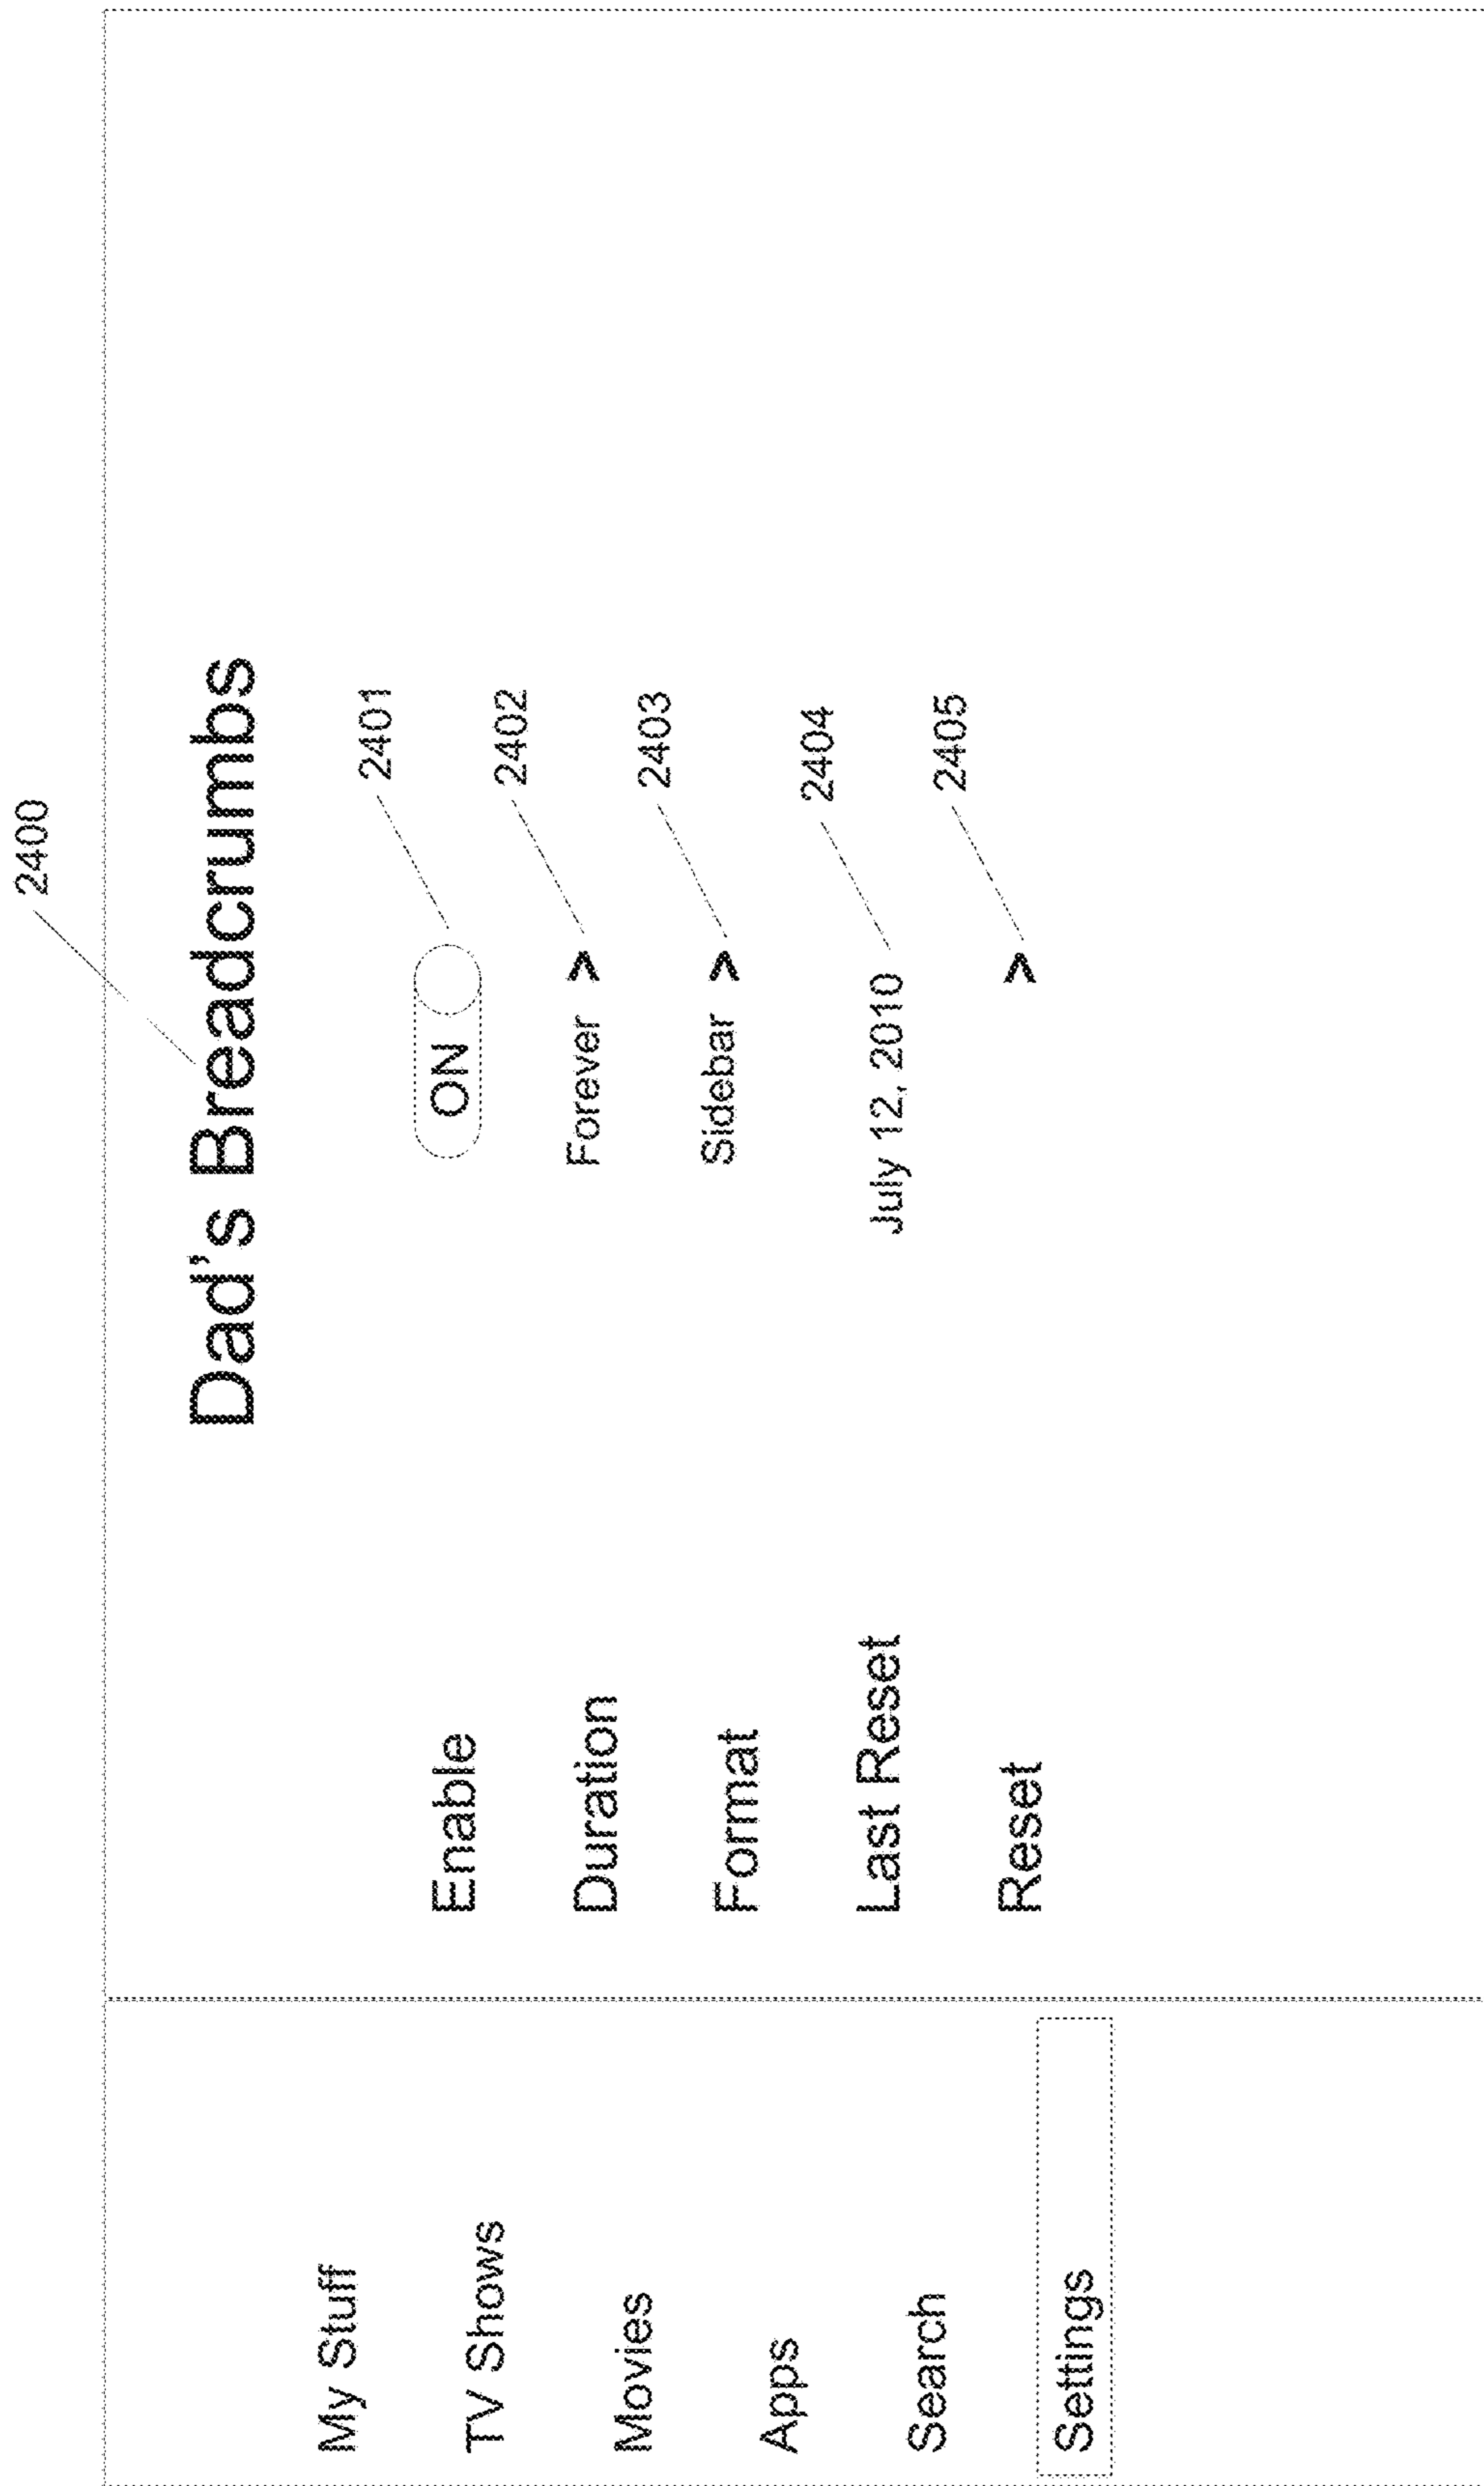 2400
Dad's Breadcrumbs
My Stuff
TV Shows
Movies
Apps
Search
Settings
Enable ON 2401
Duration Forever > 2402
Format Sidebar > 2403
Last Reset July 12, 2010 2404
Reset > 2405